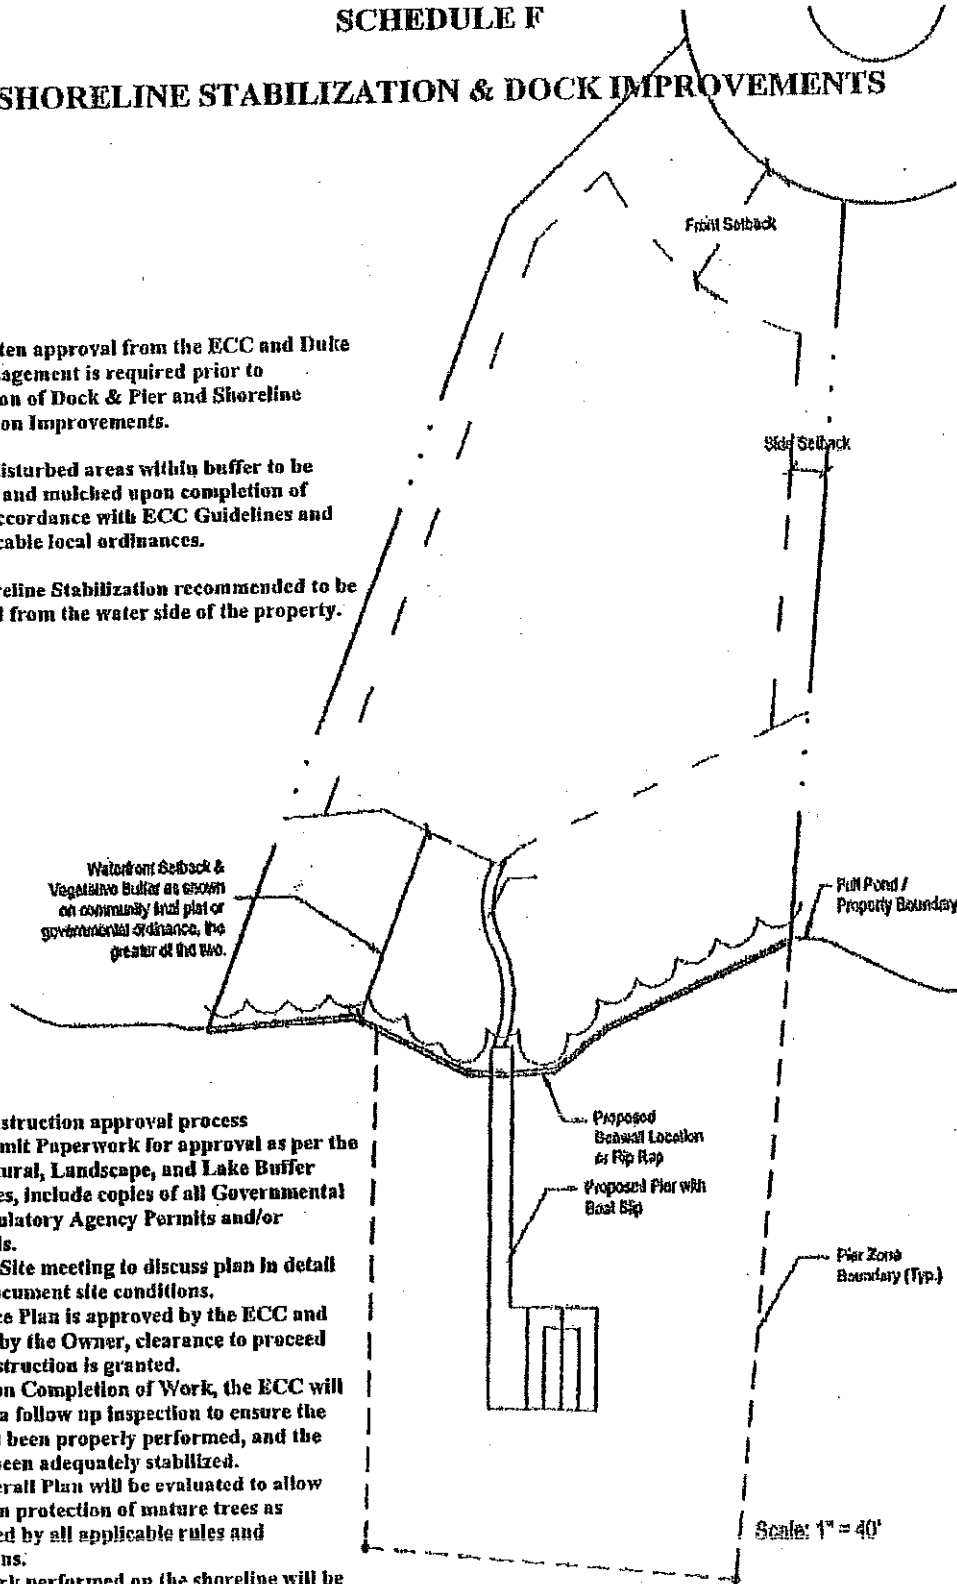 SCHEDULE F
SHORELINE STABILIZATION & DOCK IMPROVEMENTS
Front Setback
ten approval from the ECC and Duke
agement is required prior to
on of Dock & Pier and Shoreline
on Improvements.
Side Setback
isturbed areas within buffer to be
and mulched upon completion of
ccordance with ECC Guidelines and
cable local ordinances.
reline Stabilization recommended to be
l from the water side of the property.
Waterfront Setback &
Vegetative Buffer as shown
on community final plat or
governmental ordinance, the
greater of the two.
Full Pond /
Property Boundary
struction approval process
mit Paperwork for approval as per the
tural, Landscape, and Lake Buffer
es, include copies of all Governmental
ulatory Agency Permits and/or
ls.
Site meeting to discuss plan in detail
cument site conditions.
ce Plan is approved by the ECC and
by the Owner, clearance to proceed
struction is granted.
on Completion of Work, the ECC will
a follow up inspection to ensure the
been properly performed, and the
een adequately stabilized.
erall Plan will be evaluated to allow
n protection of mature trees as
ed by all applicable rules and
ns.
rk performed on the shoreline will be
Proposed
Seawall Location
or Rip Rap
Proposed Pier with
Boat Slip
Pier Zone
Boundary (Typ.)
Scale: 1" = 40'